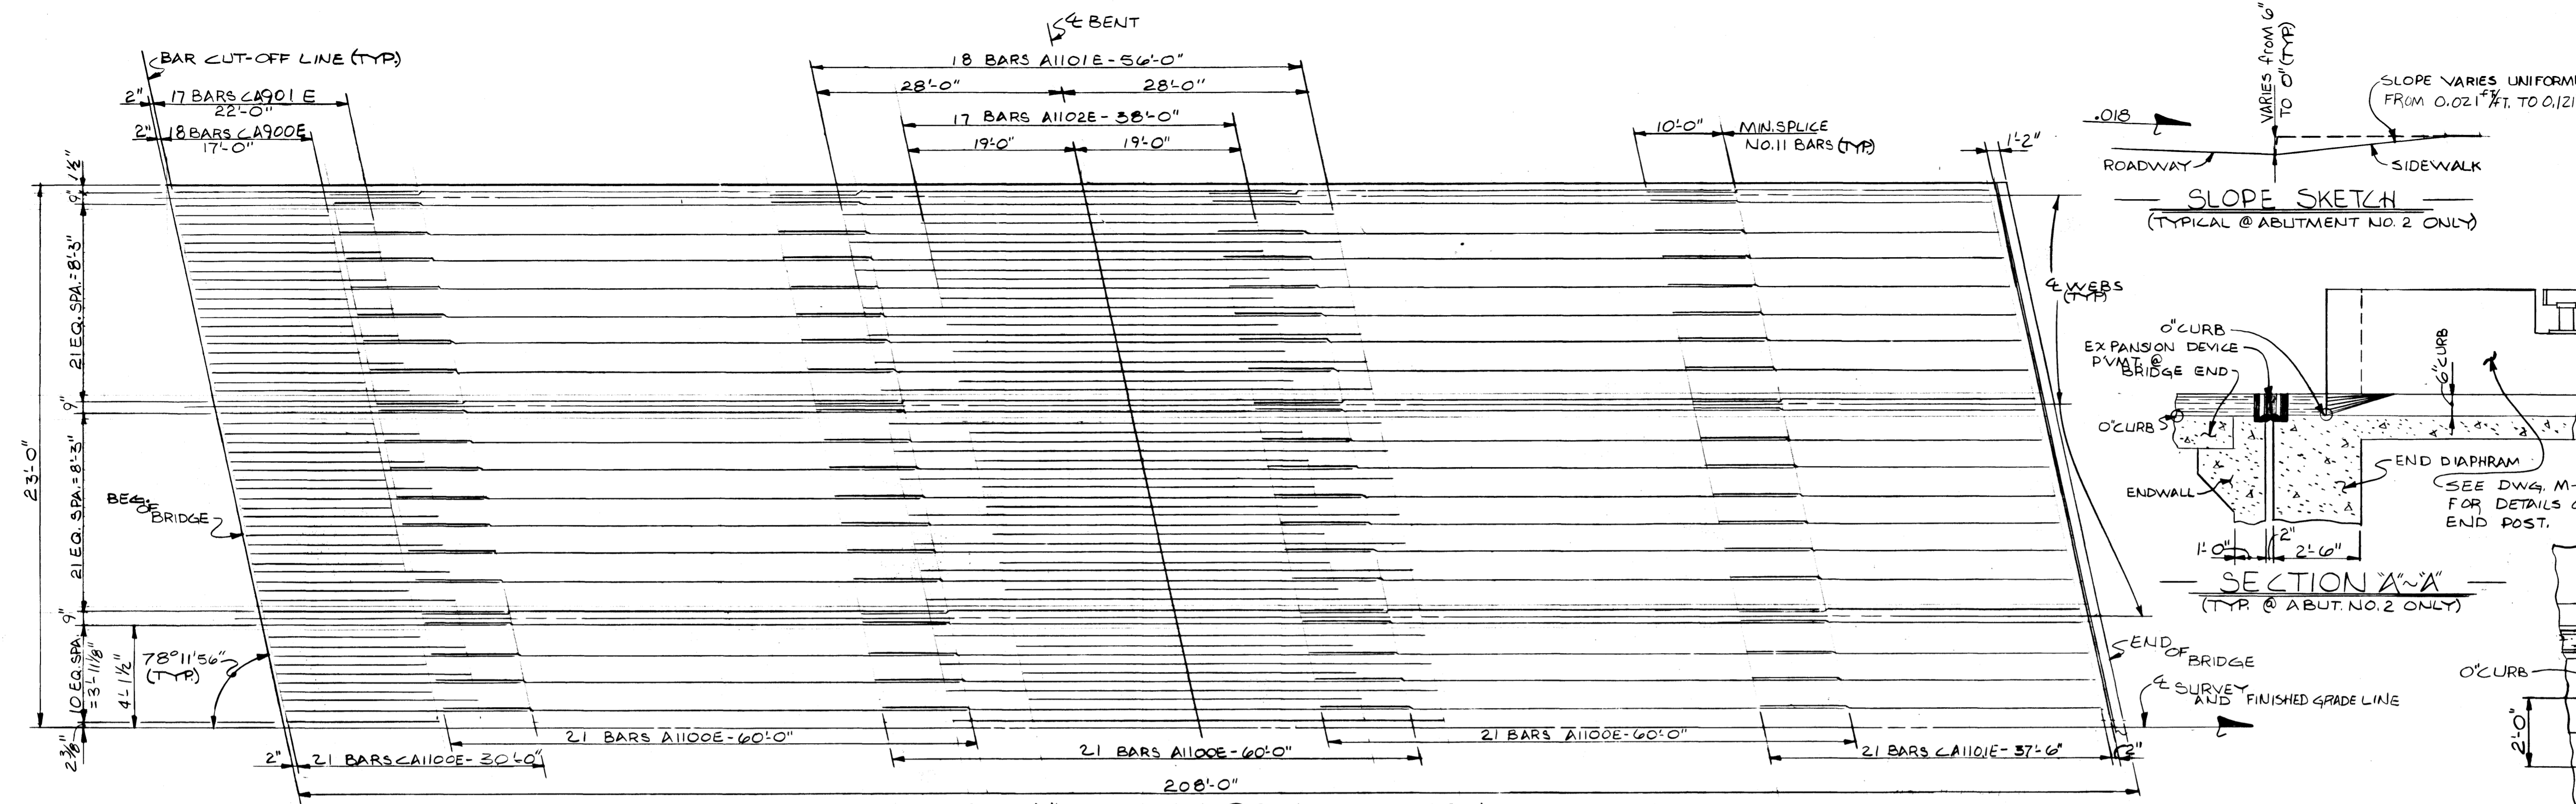 ℄ BENT
BAR CUT-OFF LINE (TYP.)
18 BARS A1101E-56'-0"
28'-0" 28'-0"
2" 17 BARS CA901E
22'-0"
17 BARS A1102E-38'-0"
2" 18 BARS CA900E
17'-0"
19'-0" 19'-0"
10'-0" MIN. SPLICE
NO.11 BARS (TYP)
1'-2"
1½"
9"
21 EQ. SPA. = 8'-3"
9"
21 EQ. SPA. = 8'-3"
9"
10 EQ. SPA.
= 3'-11⅛"
4'-1½"
2⅜"
23'-0"
BEG.
OF
BRIDGE
78°11'56"
(TYP.)
℄ WEBS
(TYP)
END
OF
BRIDGE
℄ SURVEY
AND FINISHED GRADE LINE
21 BARS A1100E-60'-0"
21 BARS A1100E-60'-0"
21 BARS A1100E-60'-0"
2" 21 BARS CA1100E-30'-0"
21 BARS CA1101E-37'-6" 2"
208'-0"
VARIES from 6"
TO 0" (TYP.)
SLOPE VARIES UNIFORM
FROM 0.021 FT/FT. TO 0.121
.018
ROADWAY
SIDEWALK
SLOPE SKETCH
(TYPICAL @ ABUTMENT NO. 2 ONLY)
0" CURB
EXPANSION DEVICE
PVMT. @
BRIDGE END
6" CURB
0" CURB
END DIAPHRAM
ENDWALL
SEE DWG. M-
FOR DETAILS
END POST.
1'-0" 2" 2'-6"
SECTION "A"~"A"
(TYP. @ ABUT. NO. 2 ONLY)
0" CURB
2'-0"